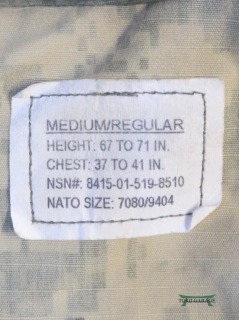 MEDIUM/REGULAR
HEIGHT: 67 TO 71 IN.
CHEST: 37 TO 41 IN.
NSN#: 8415-01-519-8510
NATO SIZE: 7080/9404